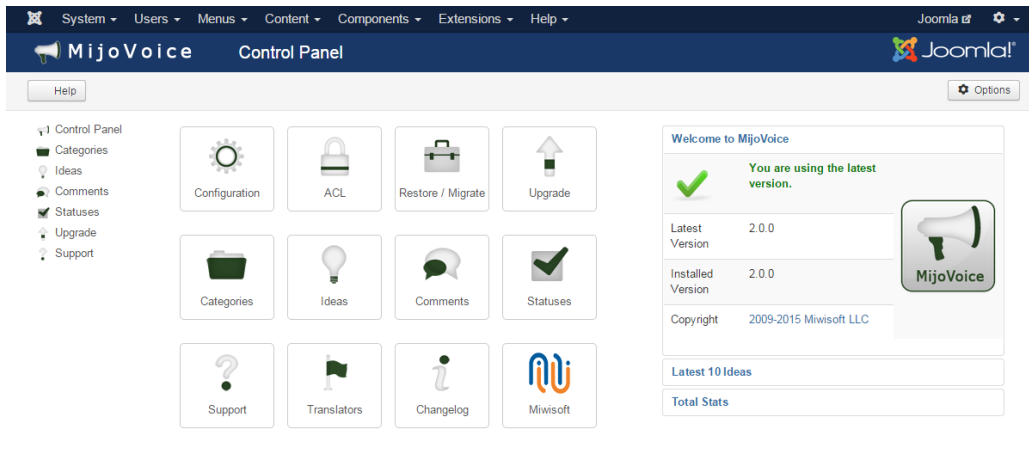 System Users Menus Content Components Extensions Help Joomla
MijoVoice Control Panel Joomla!®
Help Options
Control Panel
Categories
Ideas
Comments
Statuses
Upgrade
Support
Configuration ACL Restore / Migrate Upgrade
Categories Ideas Comments Statuses
Support Translators Changelog Miwisoft
Welcome to MijoVoice
You are using the latest
version.
Latest 2.0.0
Version
Installed 2.0.0
Version
Copyright 2009-2015 Miwisoft LLC
MijoVoice
Latest 10 Ideas
Total Stats